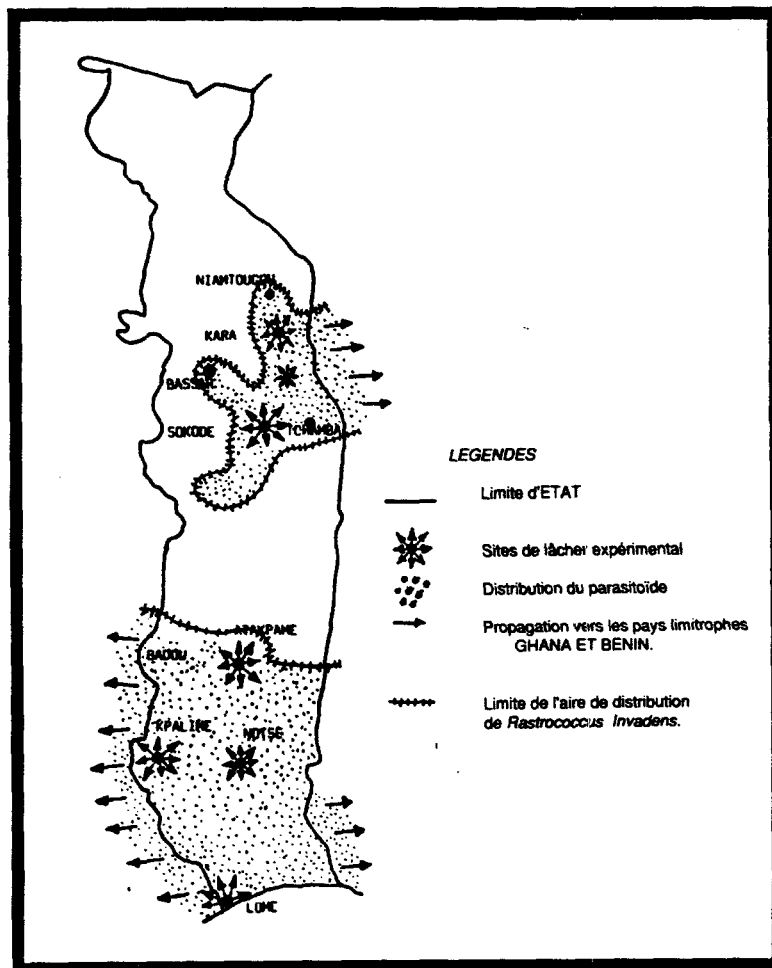 NIAMTOUGOU
KARA
BASSAR
SOKODE
TCHAMBA
LEGENDES
Limite d'ETAT
Sites de lâcher expérimental
Distribution du parasitoïde
Propagation vers les pays limitrophes
GHANA ET BENIN.
Limite de l'aire de distribution
de Rastrococcus Invadens.
ATAKPAME
BADOU
KPALIME
NOTSE
LOME